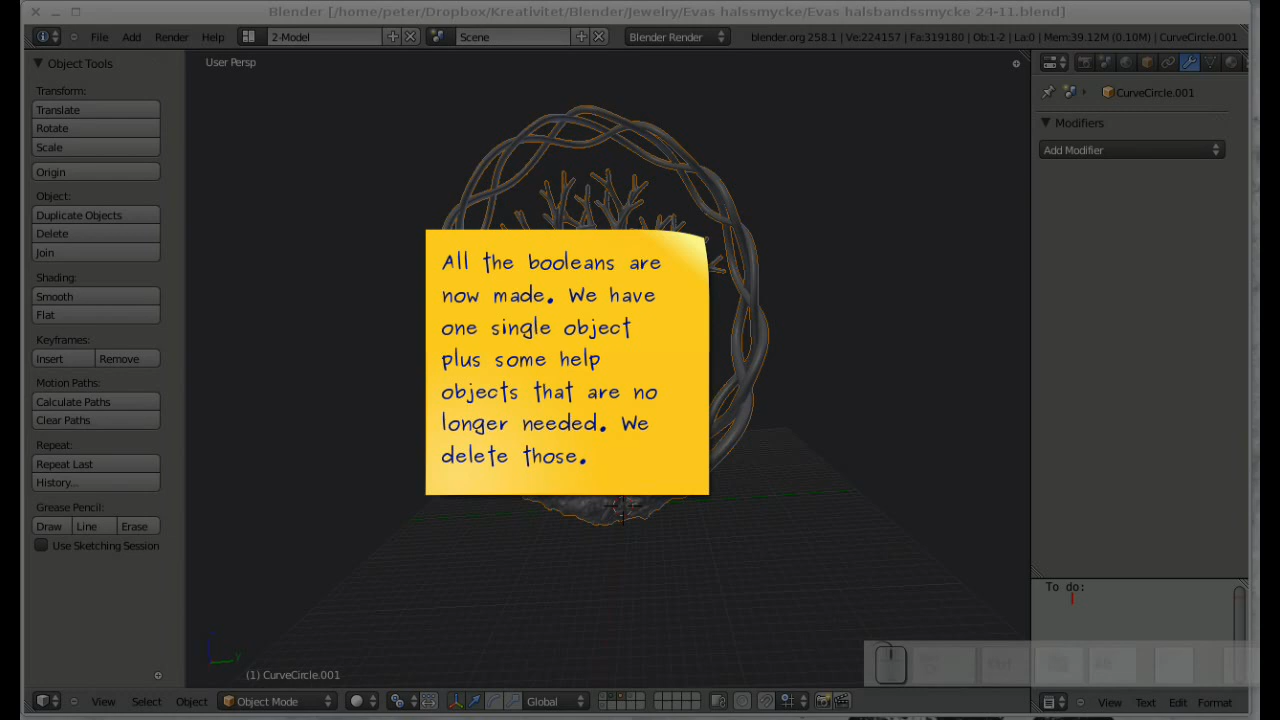 Blender [/home/peter/Dropbox/Kreativitet/Blender/Jewelry/Evas halssmycke/Evas halsbandssmycke 24-11.blend]
File Add Render Help 2-Model Scene Blender Render blender.org 258.1 | Ve:224157 | Fa:319180 | Ob:1-2 | La:0 | Mem:39.12M (0.10M) | CurveCircle.001
Object Tools
User Persp
Transform:
Translate
Rotate
Scale
Origin
Object:
Duplicate Objects
Delete
Join
Shading:
Smooth
Flat
Keyframes:
Insert Remove
Motion Paths:
Calculate Paths
Clear Paths
Repeat:
Repeat Last
History...
Grease Pencil:
Draw Line Erase
Use Sketching Session
All the booleans are
now made. We have
one single object
plus some help
objects that are no
longer needed. We
delete those.
CurveCircle.001
Modifiers
Add Modifier
To do:
y
(1) CurveCircle.001
View Select Object Object Mode Global
View Text Edit Format